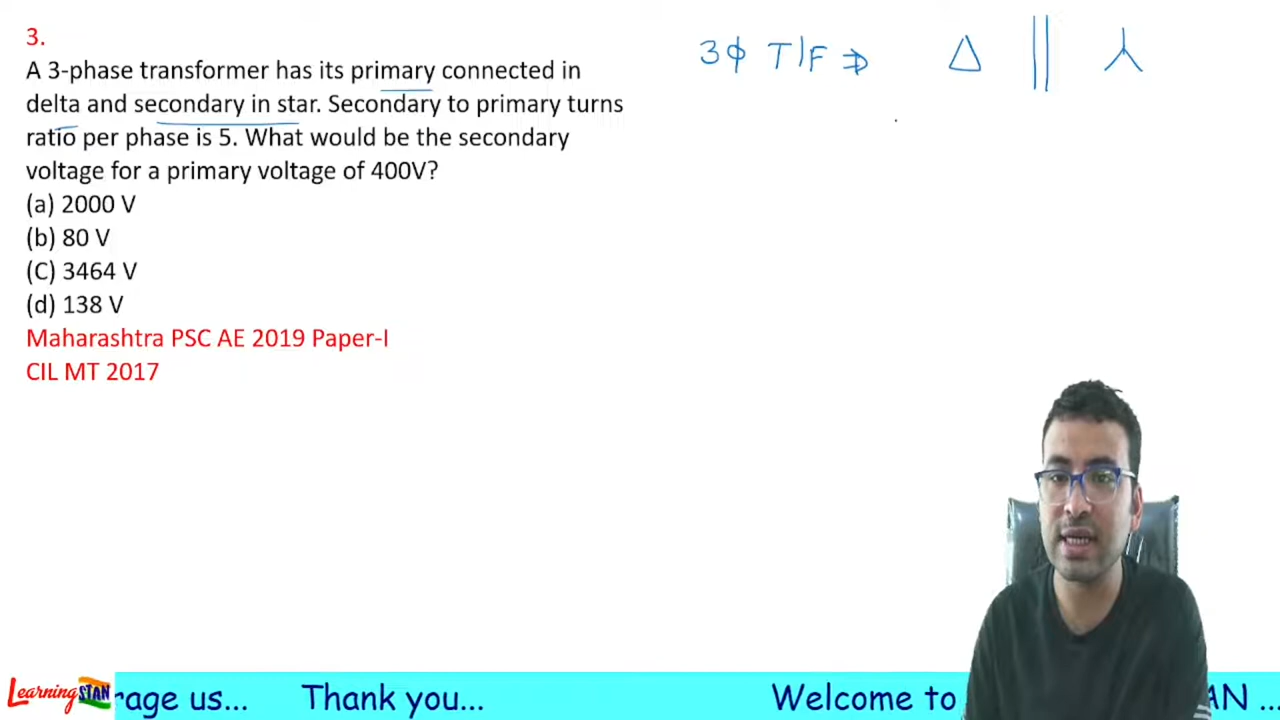 3.
A 3-phase transformer has its primary connected in
delta and secondary in star. Secondary to primary turns
ratio per phase is 5. What would be the secondary
voltage for a primary voltage of 400V?
(a) 2000 V
(b) 80 V
(C) 3464 V
(d) 138 V
Maharashtra PSC AE 2019 Paper-I
CIL MT 2017
3ϕ T/F ⇒ Δ || ⅄
LearningSTAN
rage us... Thank you... Welcome to AN ...